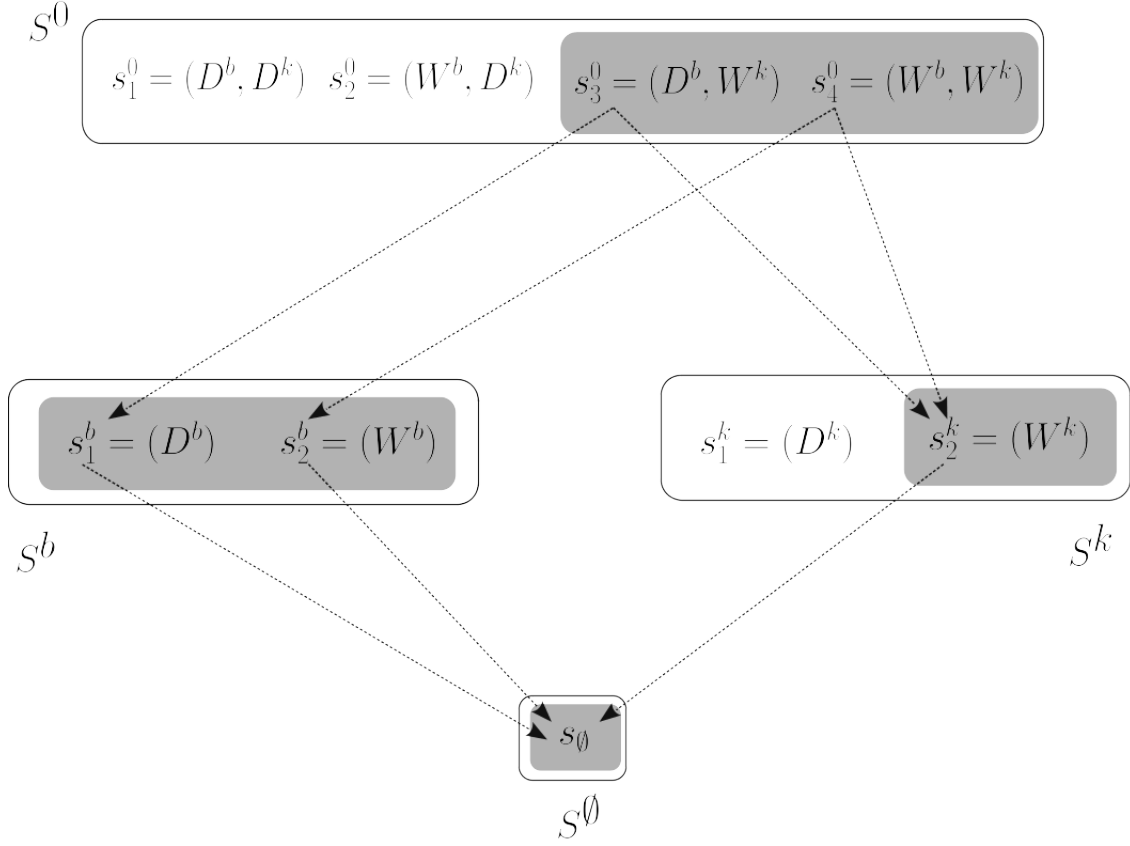 S^0
s_1^0 = (D^b, D^k) s_2^0 = (W^b, D^k) s_3^0 = (D^b, W^k) s_4^0 = (W^b, W^k)
s_1^b = (D^b) s_2^b = (W^b) s_1^k = (D^k) s_2^k = (W^k)
S^b S^k
s_∅
S^∅